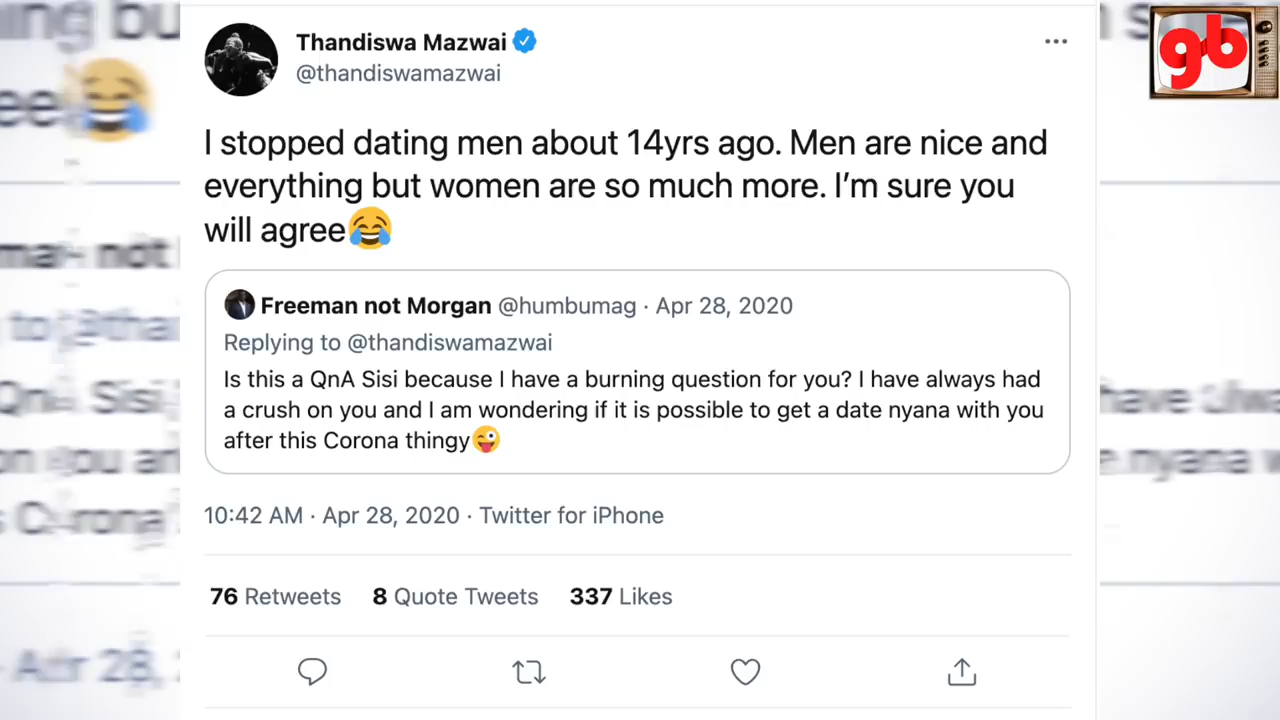 Thandiswa Mazwai
@thandiswamazwai
gb
I stopped dating men about 14yrs ago. Men are nice and
everything but women are so much more. I'm sure you
will agree😂
Freeman not Morgan @humbumag · Apr 28, 2020
Replying to @thandiswamazwai
Is this a QnA Sisi because I have a burning question for you? I have always had
a crush on you and I am wondering if it is possible to get a date nyana with you
after this Corona thingy😜
10:42 AM · Apr 28, 2020 · Twitter for iPhone
76 Retweets 8 Quote Tweets 337 Likes